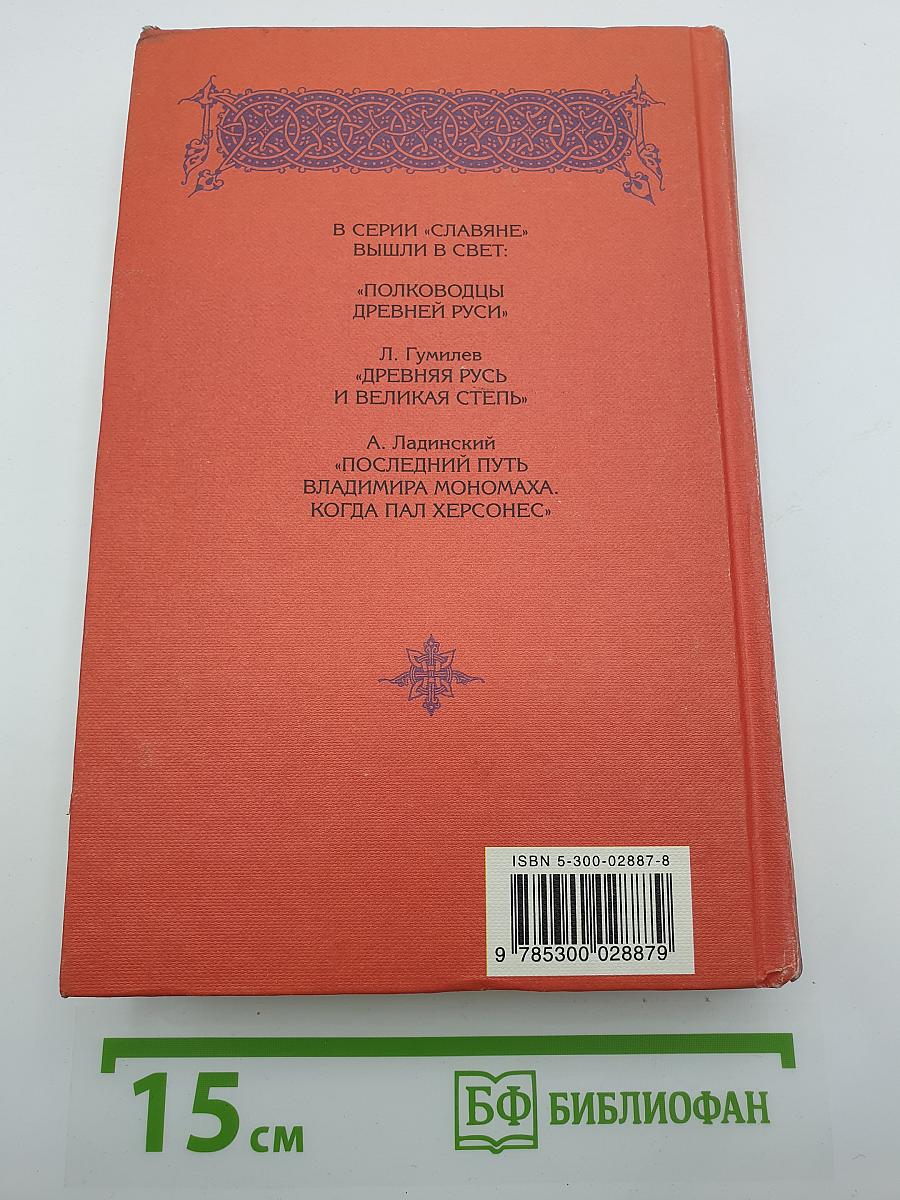 В СЕРИИ «СЛАВЯНЕ»
ВЫШЛИ В СВЕТ:
«ПОЛКОВОДЦЫ
ДРЕВНЕЙ РУСИ»
Л. Гумилев
«ДРЕВНЯЯ РУСЬ
И ВЕЛИКАЯ СТЕПЬ»
А. Ладинский
«ПОСЛЕДНИЙ ПУТЬ
ВЛАДИМИРА МОНОМАХА.
КОГДА ПАЛ ХЕРСОНЕС»
ISBN 5-300-02887-8
9 785300 028879
15 см
БФ БИБЛИОФАН